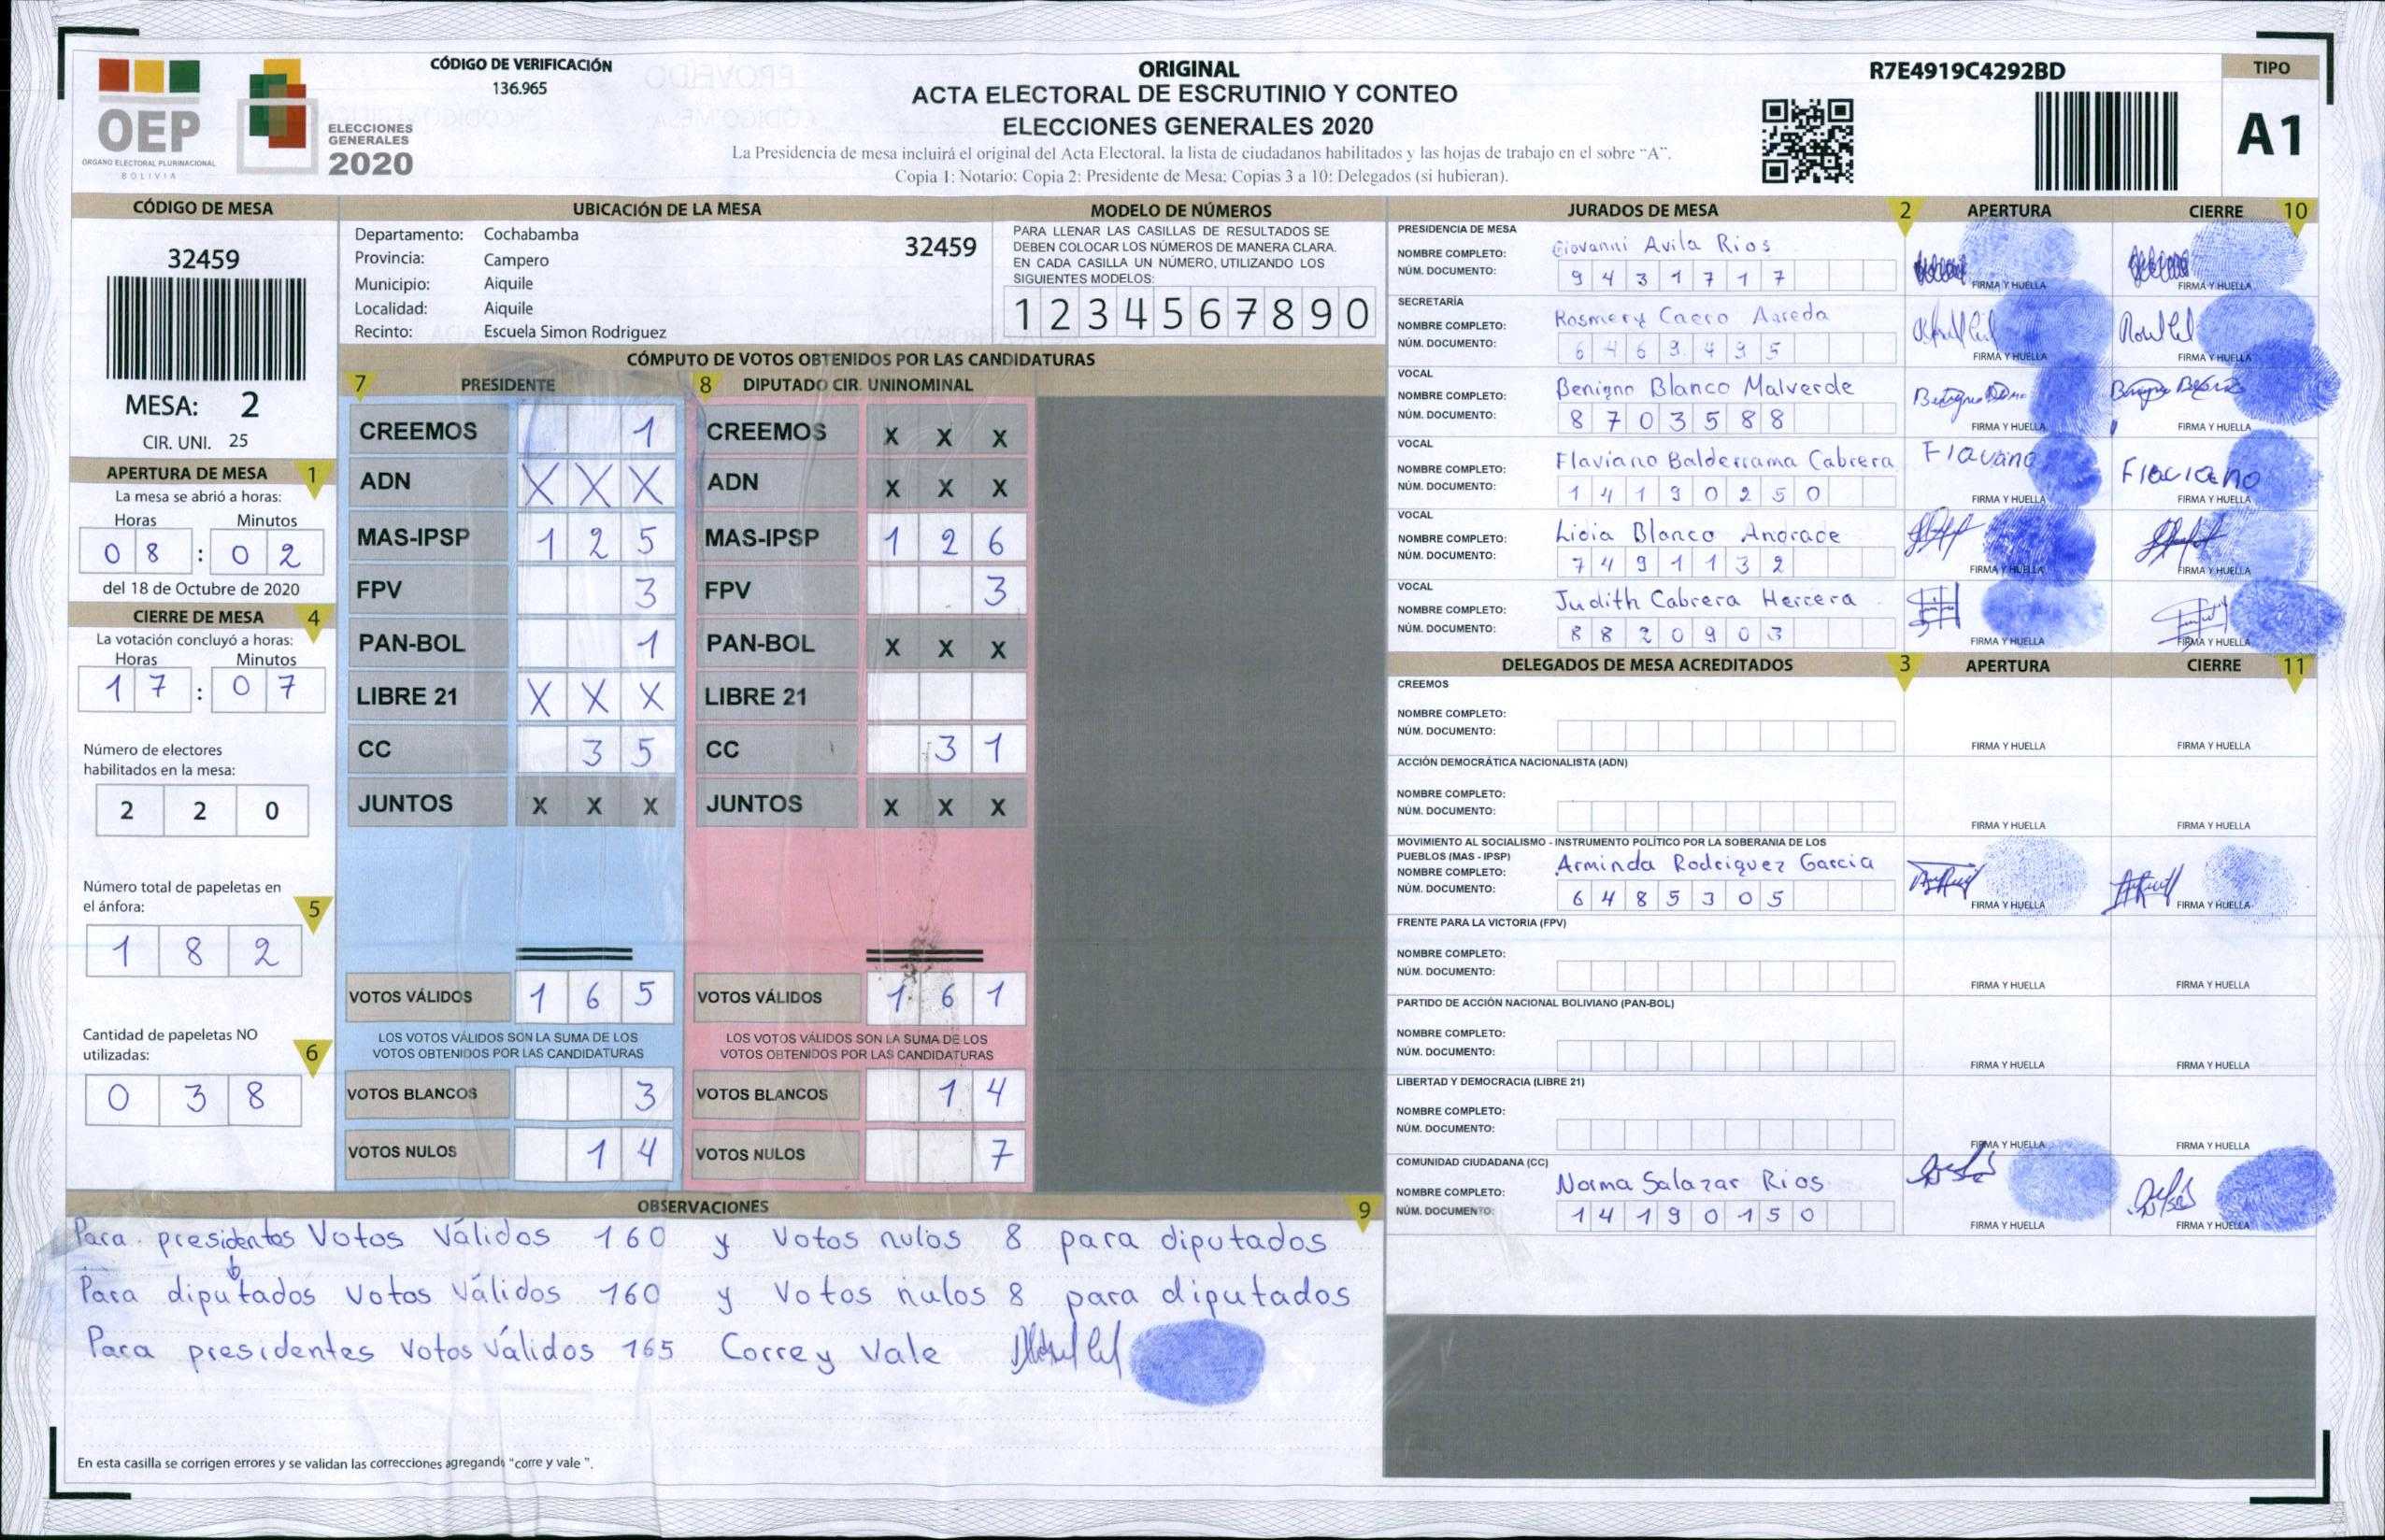 OEP
ORGANO ELECTORAL PLURINACIONAL
BOLIVIA
ELECCIONES
GENERALES
2020
CÓDIGO DE VERIFICACIÓN
136.965
ORIGINAL
ACTA ELECTORAL DE ESCRUTINIO Y CONTEO
ELECCIONES GENERALES 2020
La Presidencia de mesa incluirá el original del Acta Electoral, la lista de ciudadanos habilitados y las hojas de trabajo en el sobre “A”.
Copia 1: Notario: Copia 2: Presidente de Mesa: Copias 3 a 10: Delegados (si hubieran).
R7E4919C4292BD
TIPO
A1
CÓDIGO DE MESA
32459
MESA: 2
CIR. UNI. 25
APERTURA DE MESA 1
La mesa se abrió a horas:
Horas Minutos
0 8 : 0 2
del 18 de Octubre de 2020
CIERRE DE MESA 4
La votación concluyó a horas:
Horas Minutos
1 7 : 0 7
Número de electores
habilitados en la mesa:
2 2 0
Número total de papeletas en
el ánfora: 5
1 8 2
Cantidad de papeletas NO
utilizadas: 6
0 3 8
UBICACIÓN DE LA MESA
Departamento: Cochabamba 32459
Provincia: Campero
Municipio: Aiquile
Localidad: Aiquile
Recinto: Escuela Simon Rodriguez
MODELO DE NÚMEROS
PARA LLENAR LAS CASILLAS DE RESULTADOS SE
DEBEN COLOCAR LOS NÚMEROS DE MANERA CLARA.
EN CADA CASILLA UN NÚMERO, UTILIZANDO LOS
SIGUIENTES MODELOS:
1 2 3 4 5 6 7 8 9 0
CÓMPUTO DE VOTOS OBTENIDOS POR LAS CANDIDATURAS
7 PRESIDENTE
CREEMOS 1
ADN X X X
MAS-IPSP 1 2 5
FPV 3
PAN-BOL 1
LIBRE 21 X X X
CC 3 5
JUNTOS X X X
VOTOS VÁLIDOS 1 6 5
LOS VOTOS VÁLIDOS SON LA SUMA DE LOS
VOTOS OBTENIDOS POR LAS CANDIDATURAS
VOTOS BLANCOS 3
VOTOS NULOS 1 4
8 DIPUTADO CIR. UNINOMINAL
CREEMOS X X X
ADN X X X
MAS-IPSP 1 2 6
FPV 3
PAN-BOL X X X
LIBRE 21
CC 3 1
JUNTOS X X X
VOTOS VÁLIDOS 1 6 1
LOS VOTOS VÁLIDOS SON LA SUMA DE LOS
VOTOS OBTENIDOS POR LAS CANDIDATURAS
VOTOS BLANCOS 1 4
VOTOS NULOS 7
OBSERVACIONES 9
Para presidentes Votos Válidos 160 y Votos nulos 8 para diputados
Para diputados Votos Válidos 160 y Votos nulos 8 para diputados
Para presidentes Votos Válidos 165 Corre y Vale
En esta casilla se corrigen errores y se validan las correcciones agregando “corre y vale ”.
JURADOS DE MESA 2 APERTURA CIERRE 10
PRESIDENCIA DE MESA
NOMBRE COMPLETO: Giovanni Avila Rios
NÚM. DOCUMENTO: 9 4 3 1 7 1 7
FIRMA Y HUELLA FIRMA Y HUELLA
SECRETARÍA
NOMBRE COMPLETO: Rosmery Caero
NÚM. DOCUMENTO: 6 4 6 9 4 9 5
FIRMA Y HUELLA FIRMA Y HUELLA
VOCAL
NOMBRE COMPLETO: Benigno Blanco Malverde
NÚM. DOCUMENTO: 8 7 0 3 5 8 8
FIRMA Y HUELLA FIRMA Y HUELLA
VOCAL
NOMBRE COMPLETO: Flaviano Balderrama Cabrera
NÚM. DOCUMENTO: 1 4 1 9 0 2 5 0
Flaviano
FIRMA Y HUELLA FIRMA Y HUELLA
VOCAL
NOMBRE COMPLETO: Licia Blanco Andrade
NÚM. DOCUMENTO: 7 4 9 1 1 3 2
FIRMA Y HUELLA FIRMA Y HUELLA
VOCAL
NOMBRE COMPLETO: Judith Cabrera Herrera
NÚM. DOCUMENTO: 8 8 2 0 9 0 3
FIRMA Y HUELLA FIRMA Y HUELLA
DELEGADOS DE MESA ACREDITADOS 3 APERTURA CIERRE 11
CREEMOS
NOMBRE COMPLETO:
NÚM. DOCUMENTO:
FIRMA Y HUELLA FIRMA Y HUELLA
ACCIÓN DEMOCRÁTICA NACIONALISTA (ADN)
NOMBRE COMPLETO:
NÚM. DOCUMENTO:
FIRMA Y HUELLA FIRMA Y HUELLA
MOVIMIENTO AL SOCIALISMO - INSTRUMENTO POLÍTICO POR LA SOBERANIA DE LOS
PUEBLOS (MAS - IPSP)
NOMBRE COMPLETO: Arminda Rodriguez Garcia
NÚM. DOCUMENTO: 6 4 8 5 3 0 5
FIRMA Y HUELLA FIRMA Y HUELLA
FRENTE PARA LA VICTORIA (FPV)
NOMBRE COMPLETO:
NÚM. DOCUMENTO:
FIRMA Y HUELLA FIRMA Y HUELLA
PARTIDO DE ACCIÓN NACIONAL BOLIVIANO (PAN-BOL)
NOMBRE COMPLETO:
NÚM. DOCUMENTO:
FIRMA Y HUELLA FIRMA Y HUELLA
LIBERTAD Y DEMOCRACIA (LIBRE 21)
NOMBRE COMPLETO:
NÚM. DOCUMENTO:
FIRMA Y HUELLA FIRMA Y HUELLA
COMUNIDAD CIUDADANA (CC)
NOMBRE COMPLETO: Norma Salazar Rios
NÚM. DOCUMENTO: 1 4 1 9 0 1 5 0
FIRMA Y HUELLA FIRMA Y HUELLA